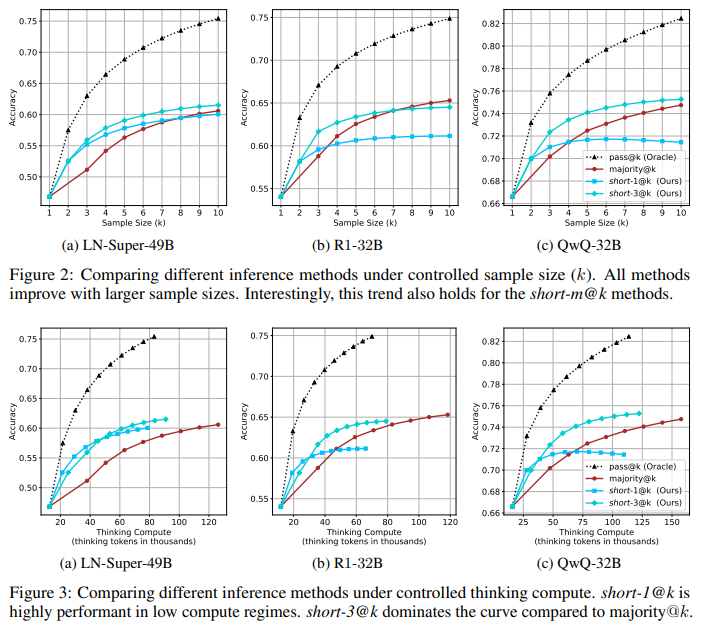 0.75
0.70
0.65
0.60
0.55
0.50
Accuracy
1 2 3 4 5 6 7 8 9 10
Sample Size (k)
(a) LN-Super-49B
0.75
0.70
0.65
0.60
0.55
Accuracy
1 2 3 4 5 6 7 8 9 10
Sample Size (k)
(b) R1-32B
0.82
0.80
0.78
0.76
0.74
0.72
0.70
0.68
0.66
Accuracy
pass@k (Oracle)
majority@k
short-1@k (Ours)
short-3@k (Ours)
1 2 3 4 5 6 7 8 9 10
Sample Size (k)
(c) QwQ-32B
Figure 2: Comparing different inference methods under controlled sample size (k). All methods
improve with larger sample sizes. Interestingly, this trend also holds for the short-m@k methods.
0.75
0.70
0.65
0.60
0.55
0.50
Accuracy
20 40 60 80 100 120
Thinking Compute
(thinking tokens in thousands)
(a) LN-Super-49B
0.75
0.70
0.65
0.60
0.55
Accuracy
20 40 60 80 100 120
Thinking Compute
(thinking tokens in thousands)
(b) R1-32B
0.82
0.80
0.78
0.76
0.74
0.72
0.70
0.68
0.66
Accuracy
pass@k (Oracle)
majority@k
short-1@k (Ours)
short-3@k (Ours)
25 50 75 100 125 150
Thinking Compute
(thinking tokens in thousands)
(c) QwQ-32B
Figure 3: Comparing different inference methods under controlled thinking compute. short-1@k is
highly performant in low compute regimes. short-3@k dominates the curve compared to majority@k.